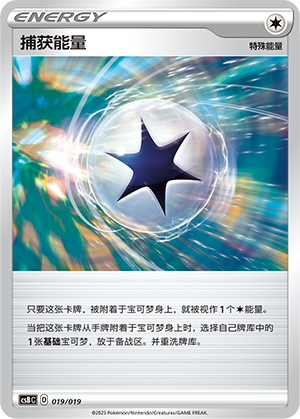 ENERGY
捕获能量
特殊能量
只要这张卡牌，被附着于宝可梦身上，就被视作1个能量。
当把这张卡牌从手牌附着于宝可梦身上时，选择自己牌库中的
1张基础宝可梦，放于备战区。并重洗牌库。
csB C O 019/019
©2023 Pokémon/Nintendo/Creatures/GAME FREAK.